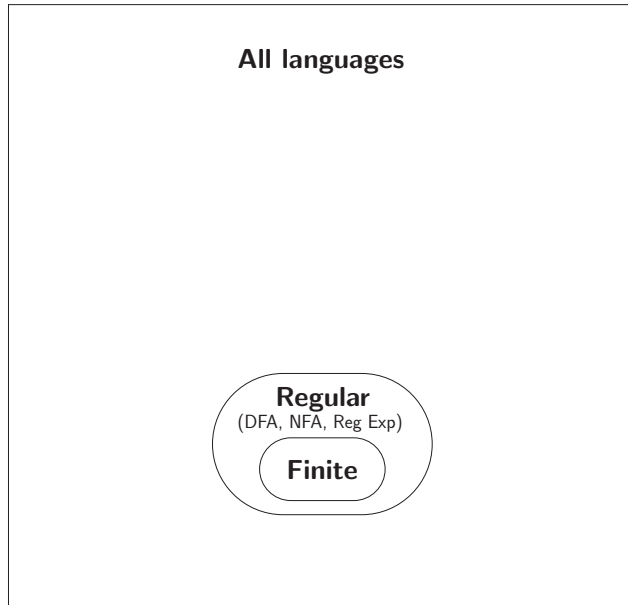 All languages
Regular
(DFA, NFA, Reg Exp)
Finite